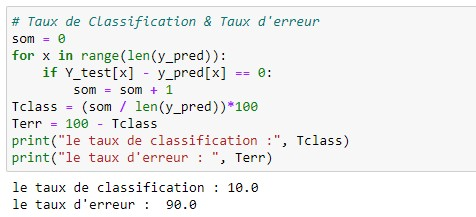 # Taux de Classification & Taux d'erreur
som = 0
for x in range(len(y_pred)):
    if Y_test[x] - y_pred[x] == 0:
        som = som + 1
Tclass = (som / len(y_pred))*100
Terr = 100 - Tclass
print("le taux de classification :", Tclass)
print("le taux d'erreur : ", Terr)
le taux de classification : 10.0
le taux d'erreur :  90.0